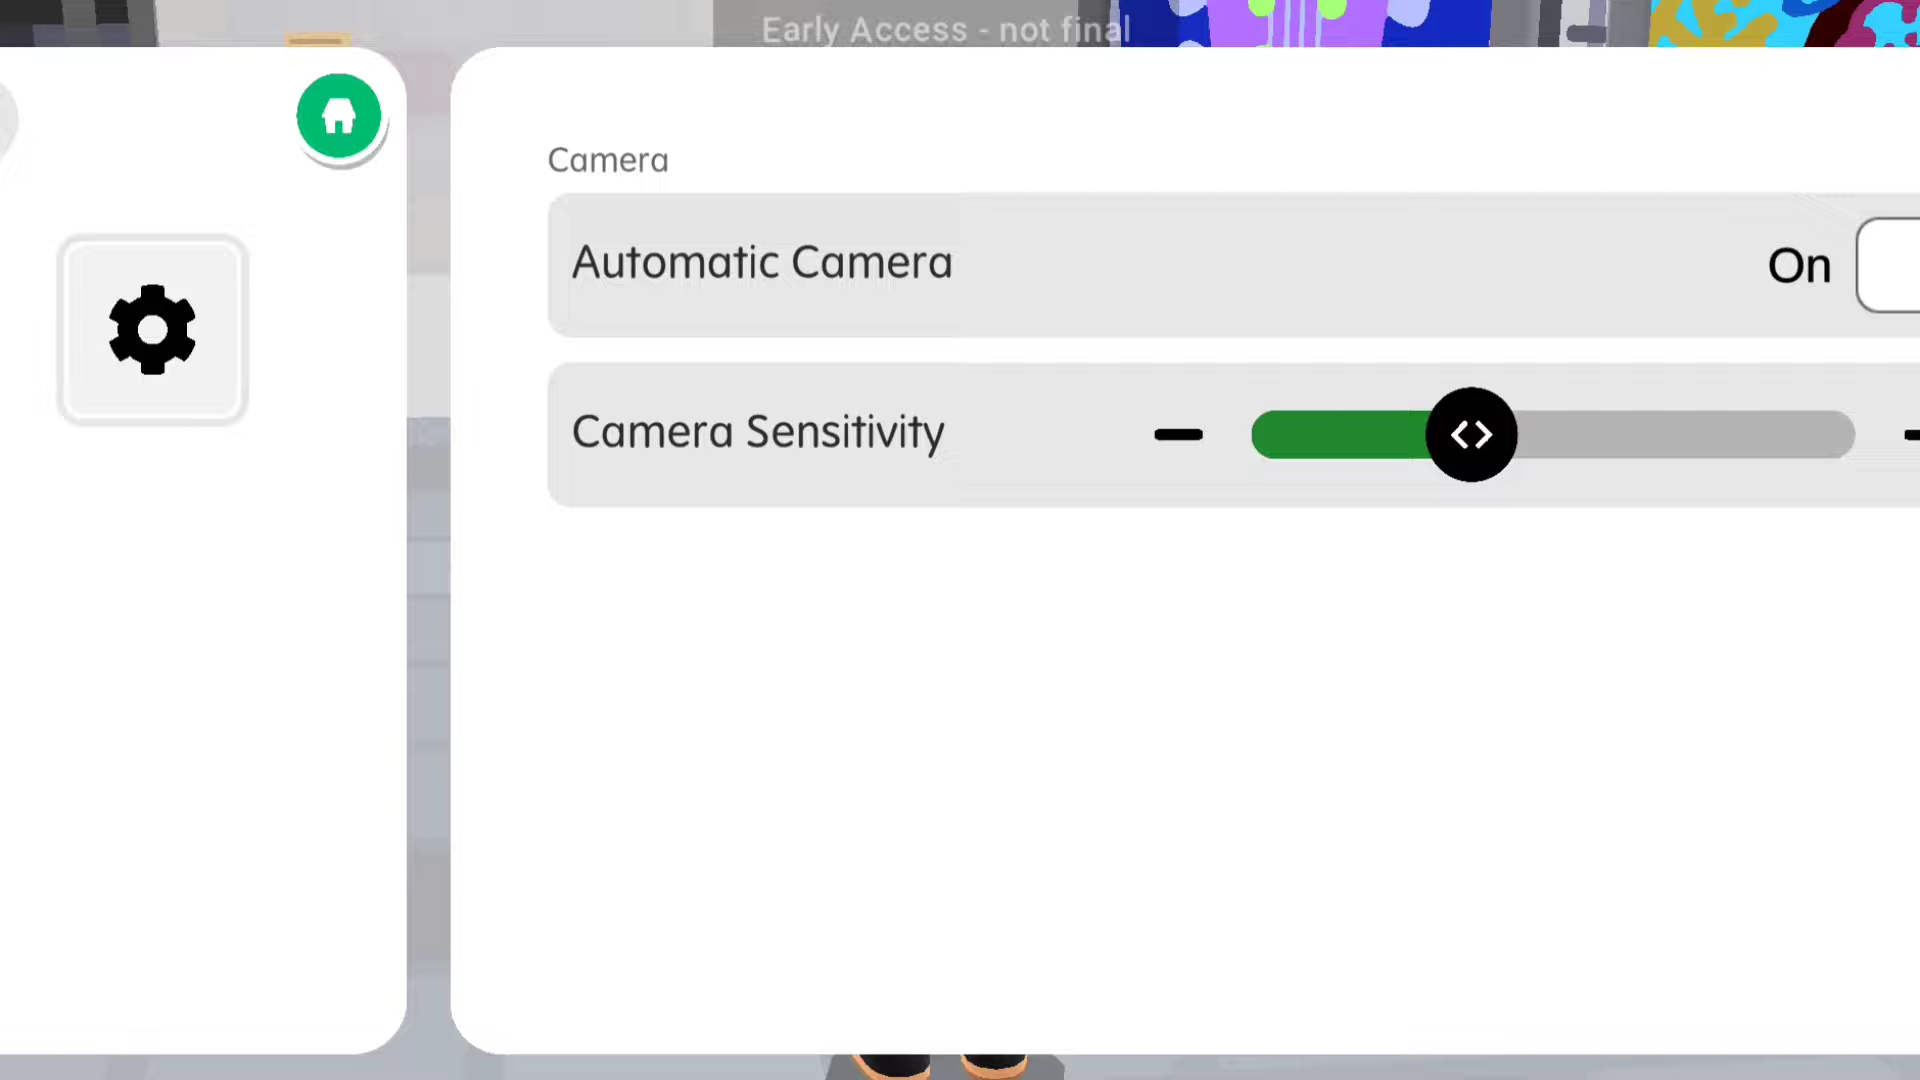 Early Access - not final
Camera
Automatic Camera
On
Camera Sensitivity